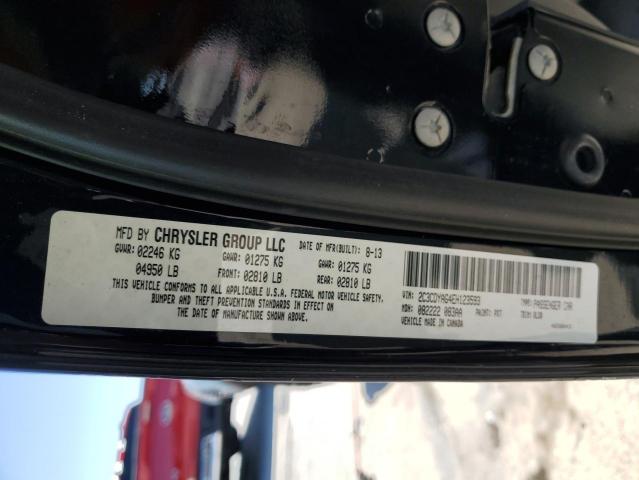 MFD BY CHRYSLER GROUP LLC DATE OF MFR(BUILT): 8-13
GVWR: 02246 KG GAWR: 01275 KG GAWR: 01275 KG
04950 LB FRONT: 02810 LB REAR: 02810 LB
THIS VEHICLE CONFORMS TO ALL APPLICABLE U.S.A. FEDERAL MOTOR VEHICLE SAFETY,
BUMPER AND THEFT PREVENTION STANDARDS IN EFFECT ON
THE DATE OF MANUFACTURE SHOWN ABOVE.
VIN: 2C3CDYAG4EH123593 TYPE: PASSENGER CAR
MDH: 082222 083AA PAINT: PX7 TRIM: DLX9
VEHICLE MADE IN CANADA